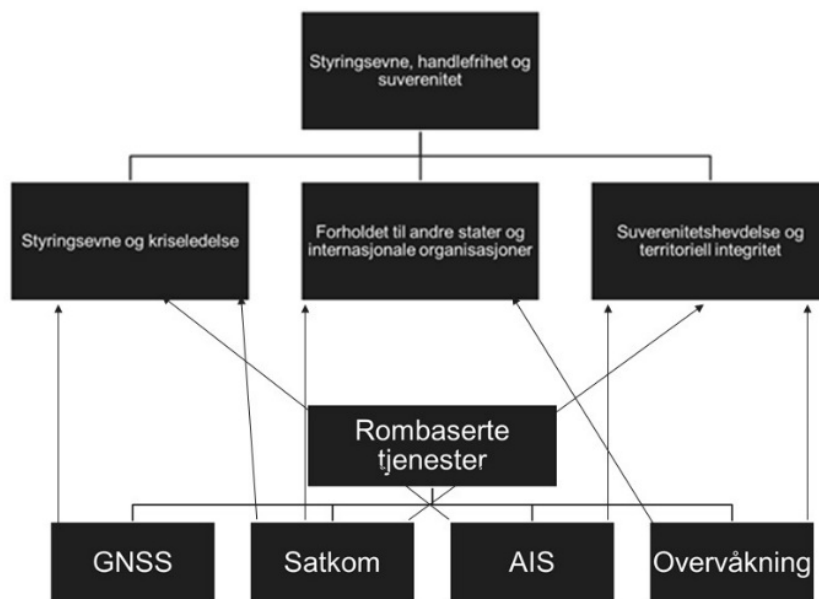 Styringsevne, handlefrihet og
suverenitet
Styringsevne og kriseledelse
Forholdet til andre stater og
internasjonale organisasjoner
Suverenitetshevdelse og
territoriell integritet
Rombaserte
tjenester
GNSS
Satkom
AIS
Overvåkning